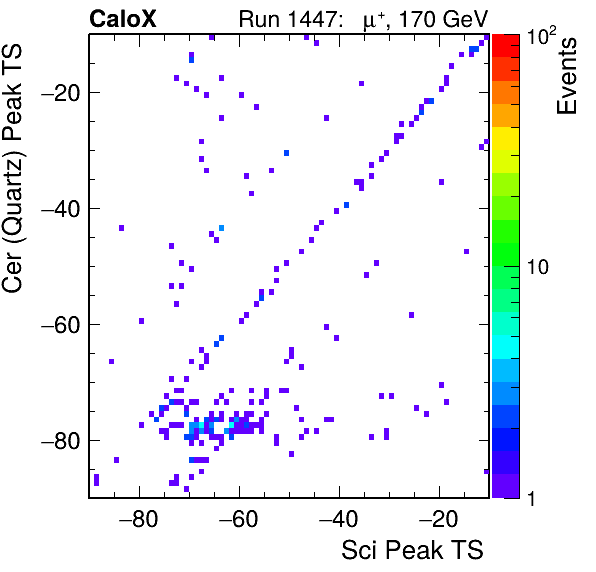 CaloX Run 1447: μ⁺, 170 GeV
10²
10
1
Events
Cer (Quartz) Peak TS
−20
−40
−60
−80
−80 −60 −40 −20
Sci Peak TS